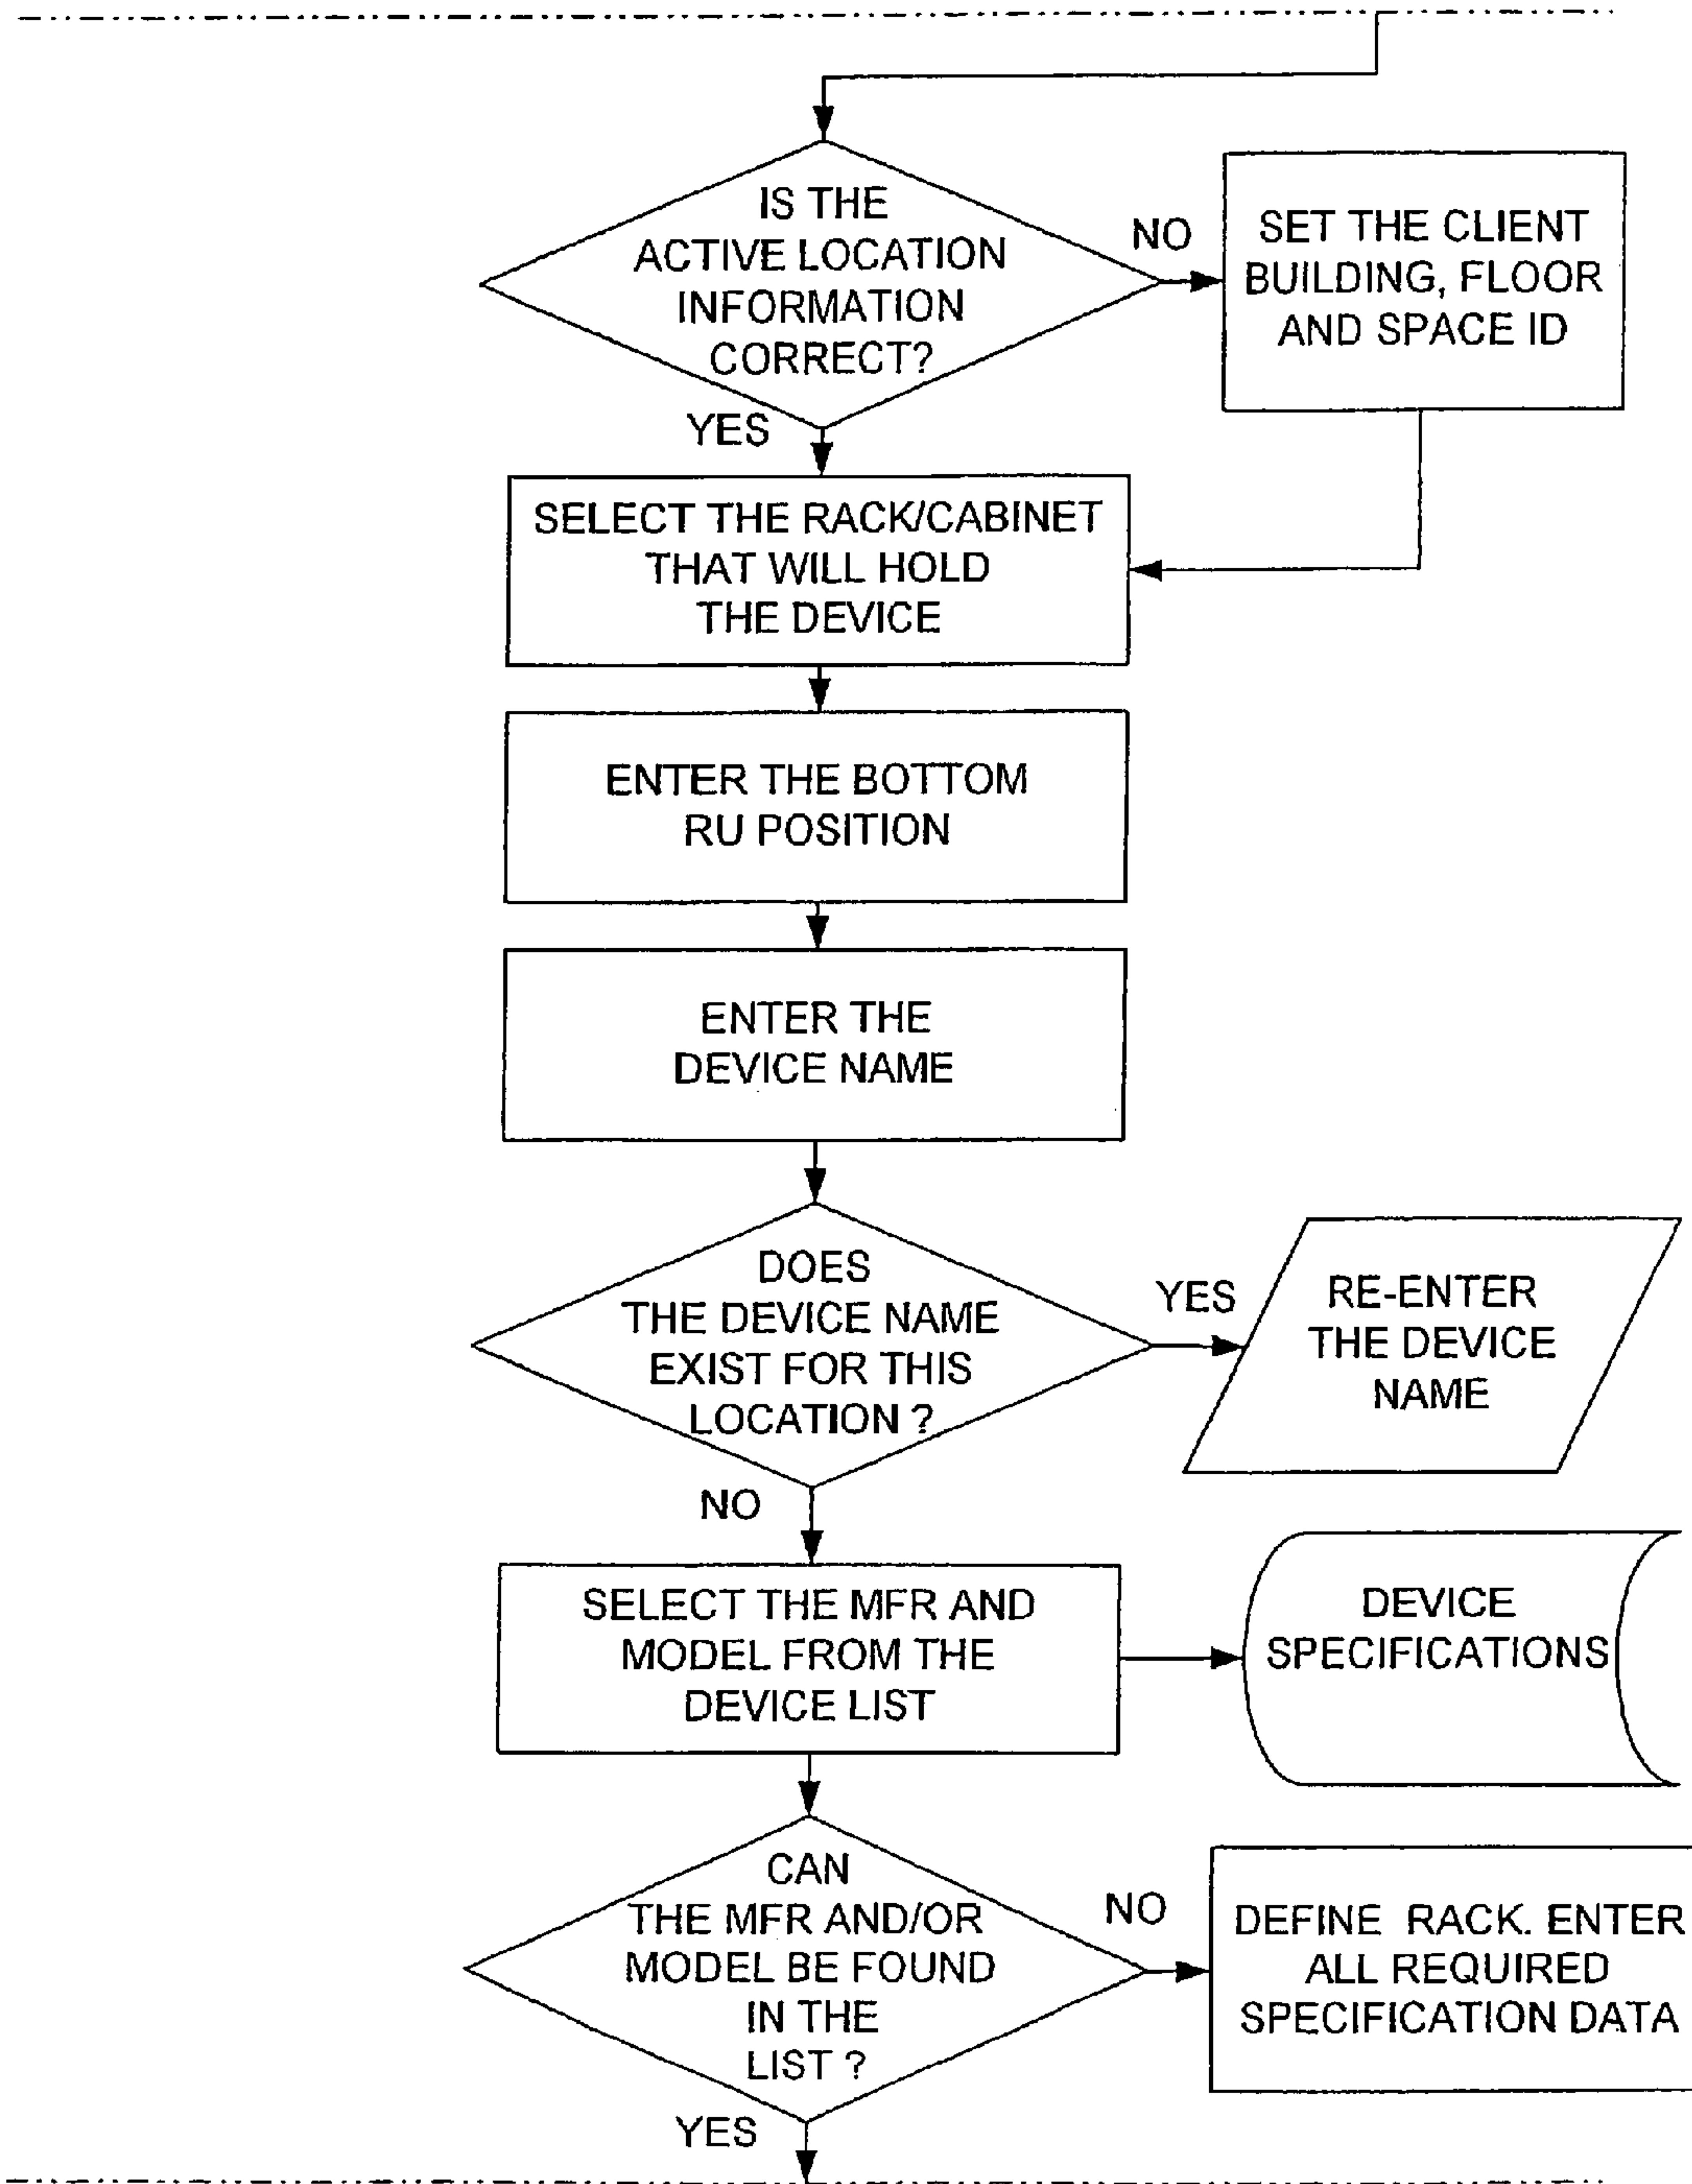 IS THE
ACTIVE LOCATION
INFORMATION
CORRECT?
NO
SET THE CLIENT
BUILDING, FLOOR
AND SPACE ID
YES
SELECT THE RACK/CABINET
THAT WILL HOLD
THE DEVICE
ENTER THE BOTTOM
RU POSITION
ENTER THE
DEVICE NAME
DOES
THE DEVICE NAME
EXIST FOR THIS
LOCATION ?
YES
RE-ENTER
THE DEVICE
NAME
NO
SELECT THE MFR AND
MODEL FROM THE
DEVICE LIST
DEVICE
SPECIFICATIONS
CAN
THE MFR AND/OR
MODEL BE FOUND
IN THE
LIST ?
NO
DEFINE RACK. ENTER
ALL REQUIRED
SPECIFICATION DATA
YES